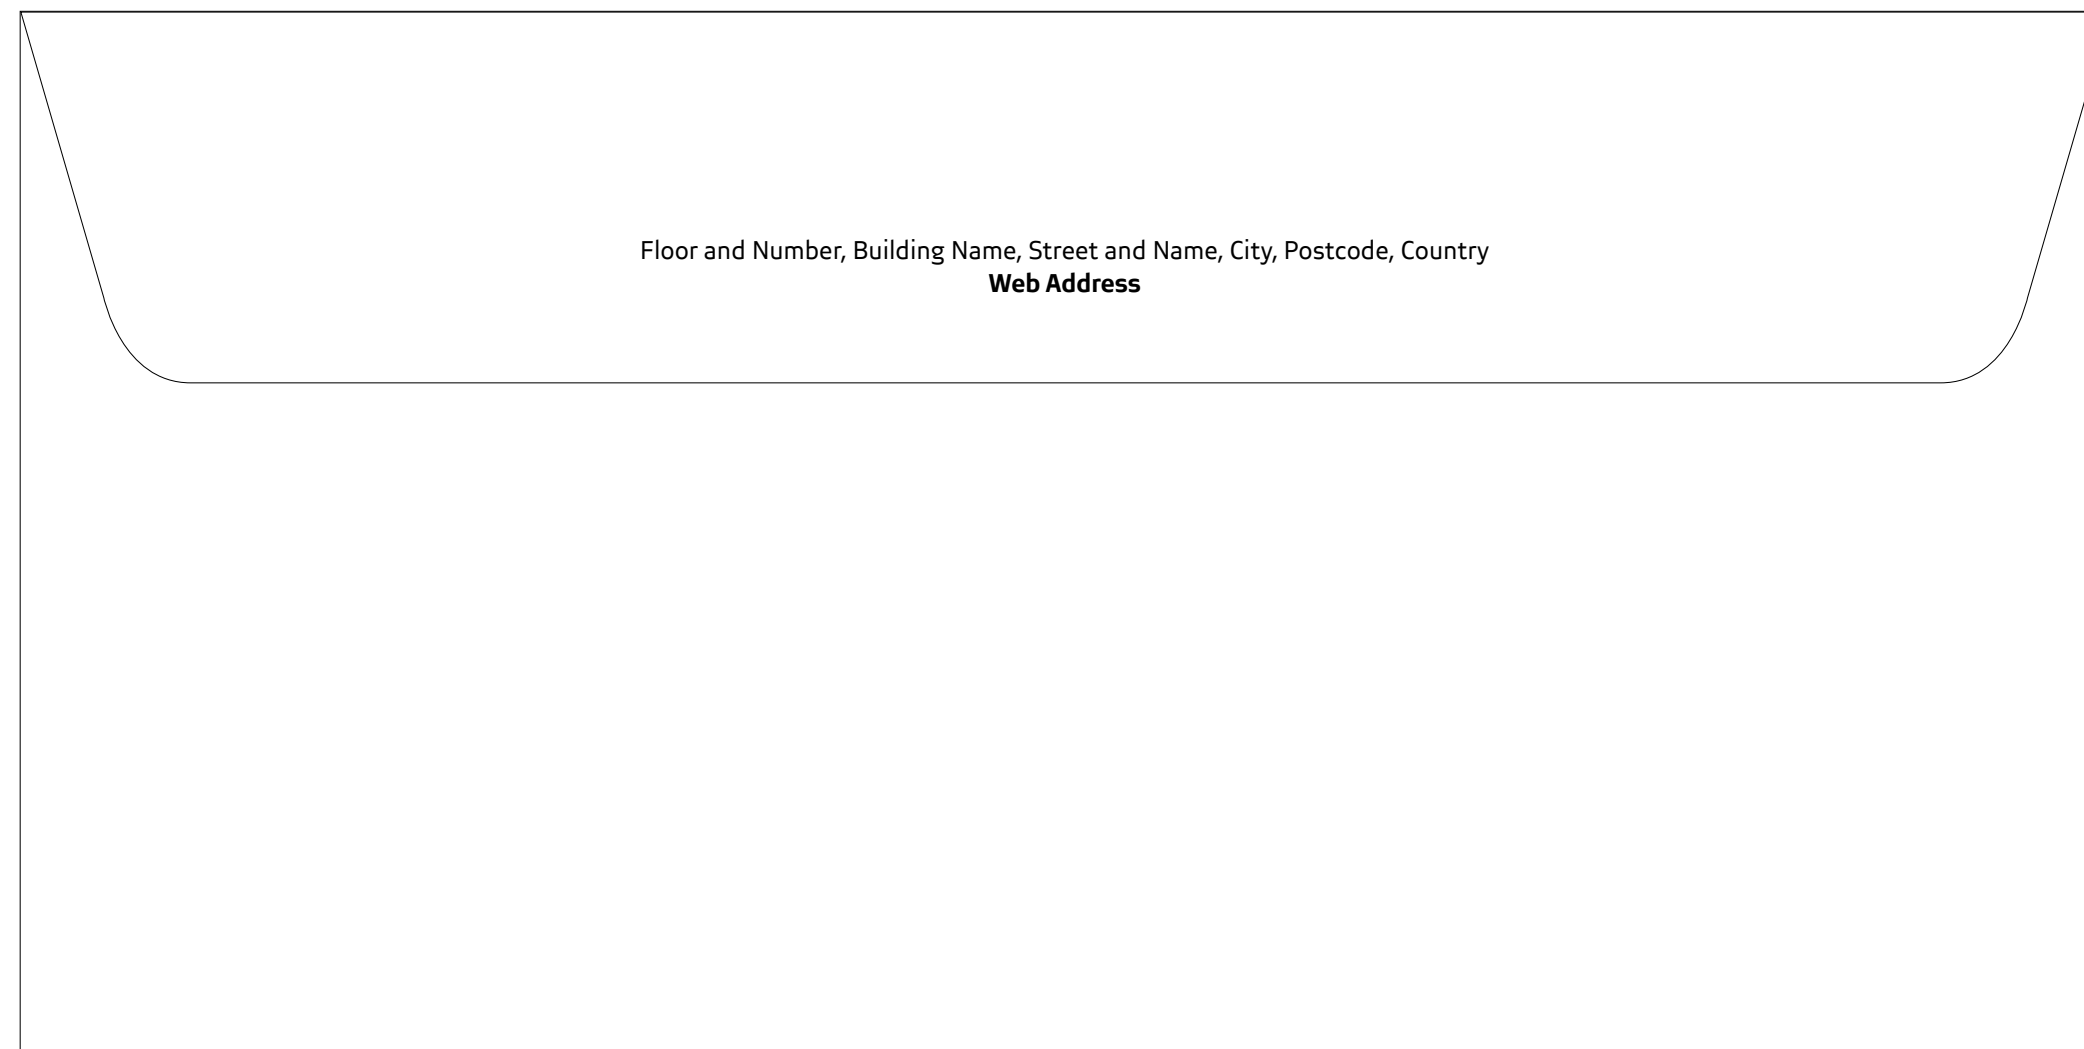 Floor and Number, Building Name, Street and Name, City, Postcode, Country
Web Address